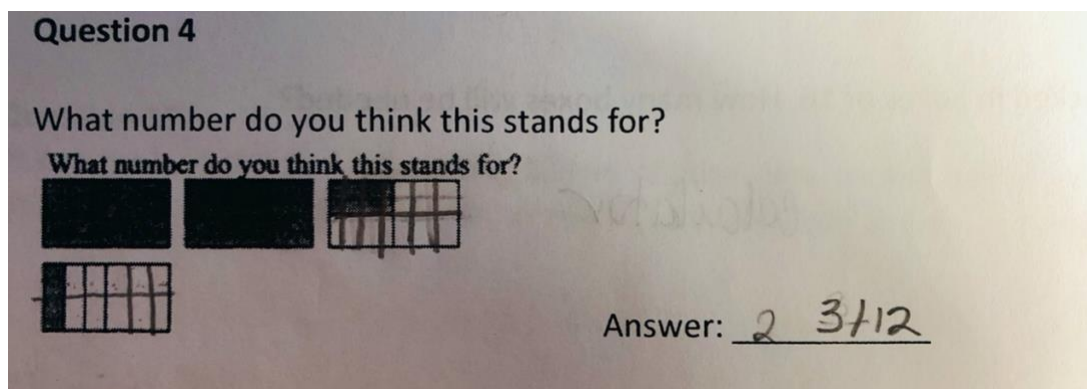 Question 4
What number do you think this stands for?
What number do you think this stands for?
Answer: 2 3/12